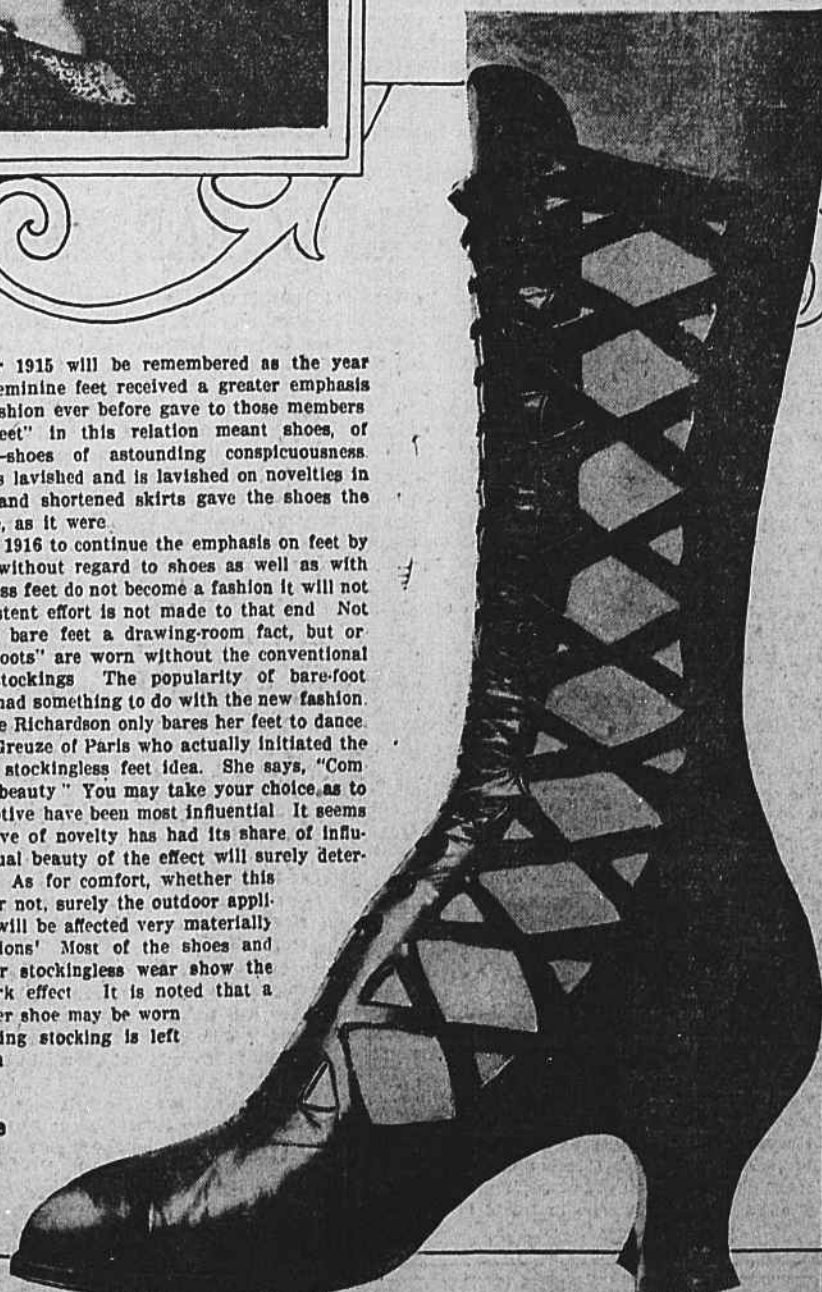 1915 will be remembered as the year
eminine feet received a greater emphasis
shion ever before gave to those members
eet" in this relation meant shoes, of
—shoes of astounding conspicuousness.
s lavished and is lavished on novelties in
and shortened skirts gave the shoes the
, as it were.
1916 to continue the emphasis on feet by
without regard to shoes as well as with
ss feet do not become a fashion it will not
stent effort is not made to that end Not
bare feet a drawing-room fact, but or
oots" are worn without the conventional
tockings The popularity of bare-foot
had something to do with the new fashion.
e Richardson only bares her feet to dance.
Greuze of Paris who actually initiated the
stockingless feet idea. She says, "Com
beauty" You may take your choice as to
otive have been most influential It seems
ve of novelty has had its share of influ-
ual beauty of the effect will surely deter-
As for comfort, whether this
r not, surely the outdoor appli-
will be affected very materially
ions' Most of the shoes and
r stockingless wear show the
rk effect It is noted that a
er shoe may be worn
ing stocking is left